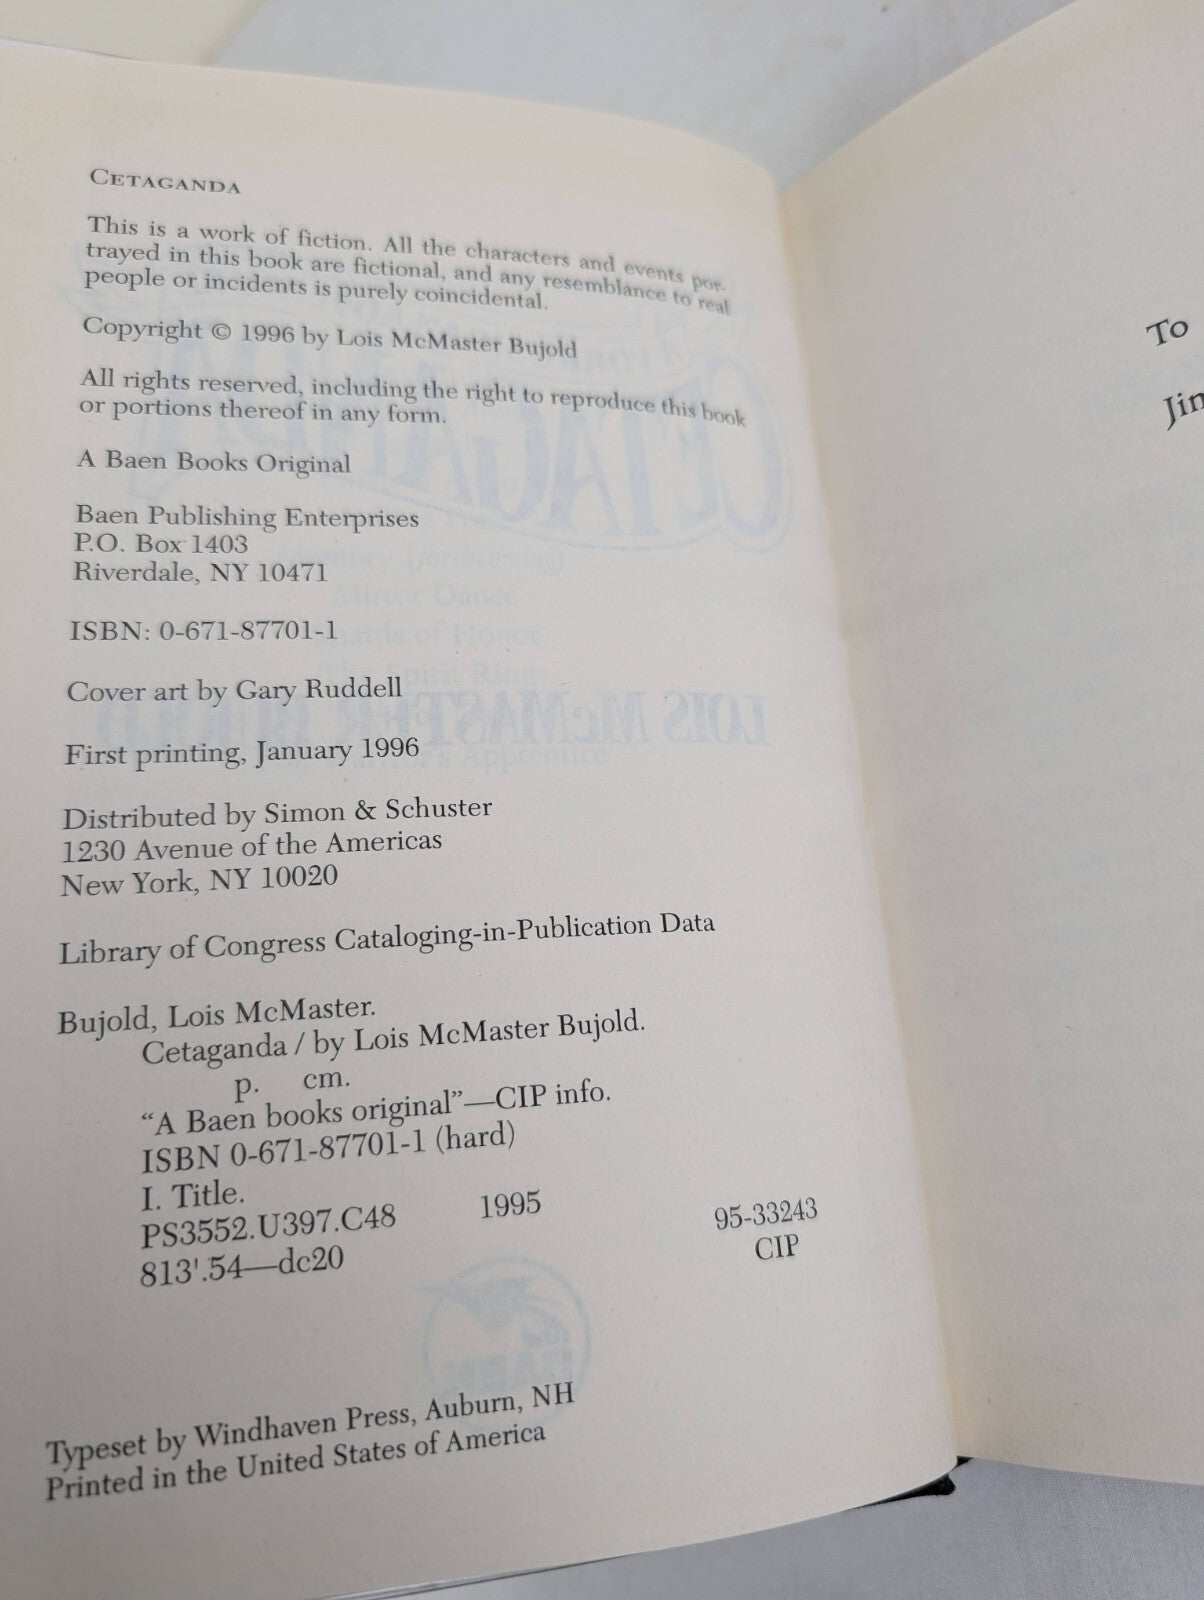 CETAGANDA
This is a work of fiction. All the characters and events por-
trayed in this book are fictional, and any resemblance to real
people or incidents is purely coincidental.
Copyright © 1996 by Lois McMaster Bujold
All rights reserved, including the right to reproduce this book
or portions thereof in any form.
A Baen Books Original
Baen Publishing Enterprises
P.O. Box 1403
Riverdale, NY 10471
ISBN: 0-671-87701-1
Cover art by Gary Ruddell
First printing, January 1996
Distributed by Simon & Schuster
1230 Avenue of the Americas
New York, NY 10020
Library of Congress Cataloging-in-Publication Data
Bujold, Lois McMaster.
Cetaganda / by Lois McMaster Bujold.
p. cm.
“A Baen books original”—CIP info.
ISBN 0-671-87701-1 (hard)
I. Title.
PS3552.U397.C48 1995 95-33243
813'.54—dc20 CIP
Typeset by Windhaven Press, Auburn, NH
Printed in the United States of America
To